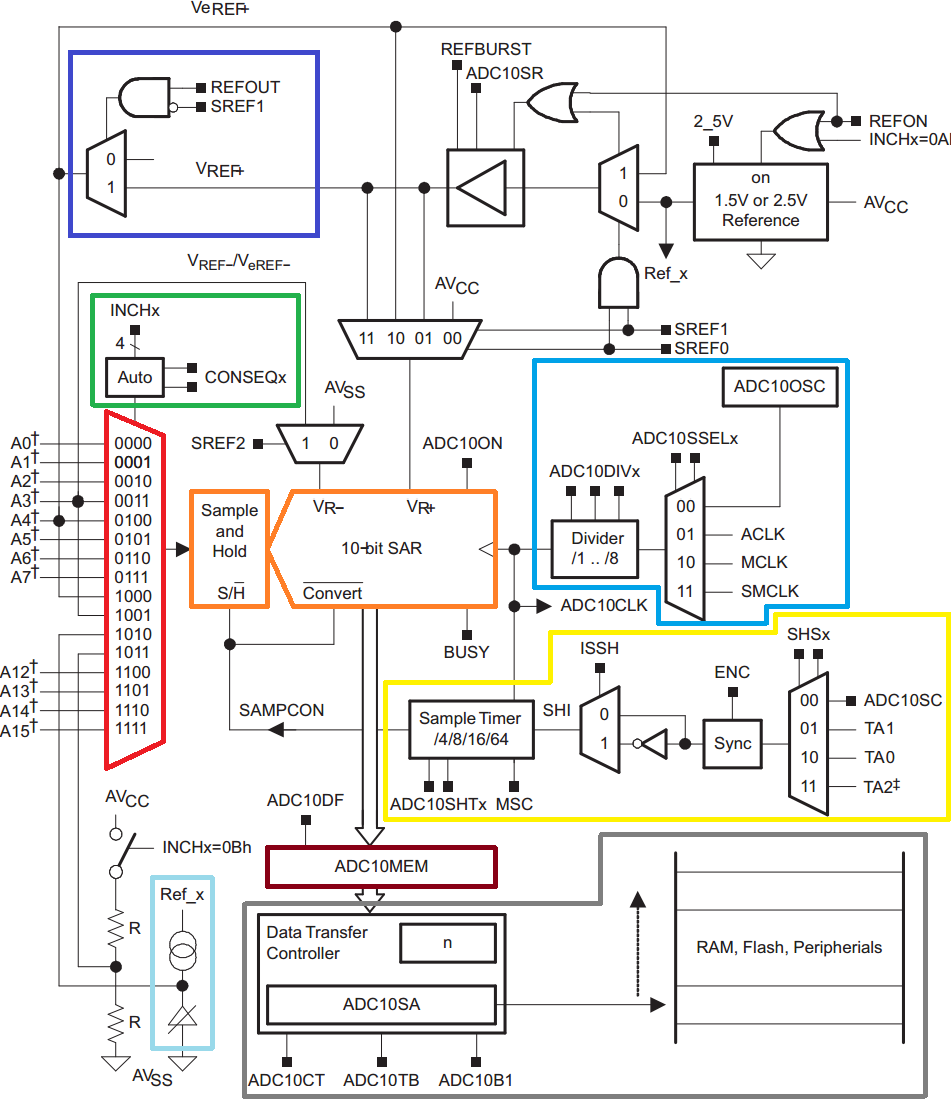 VeREF+
REFBURST
ADC10SR
REFOUT
SREF1
2_5V
REFON
INCHx=0A
0
1
VREF+
1
0
on
1.5V or 2.5V
Reference
AVCC
Ref_x
VREF−/VeREF−
AVCC
INCHx
4
11 10 01 00
SREF1
SREF0
Auto
CONSEQx
AVSS
ADC10OSC
SREF2
1 0
ADC10ON
ADC10SSELx
ADC10DIVx
A0†
A1†
A2†
A3†
A4†
A5†
A6†
A7†
A12†
A13†
A14†
A15†
0000
0001
0010
0011
0100
0101
0110
0111
1000
1001
1010
1011
1100
1101
1110
1111
Sample
and
Hold
S/H
VR−
VR+
10−bit SAR
Convert
Divider
/1 .. /8
00
01
10
11
ACLK
MCLK
SMCLK
ADC10CLK
BUSY
SHSx
ISSH
ENC
SAMPCON
Sample Timer
/4/8/16/64
SHI
0
1
Sync
00
01
10
11
ADC10SC
TA1
TA0
TA2‡
ADC10SHTx
MSC
AVCC
INCHx=0Bh
ADC10DF
ADC10MEM
Ref_x
R
R
AVSS
Data Transfer
Controller
n
ADC10SA
RAM, Flash, Peripherials
ADC10CT
ADC10TB
ADC10B1